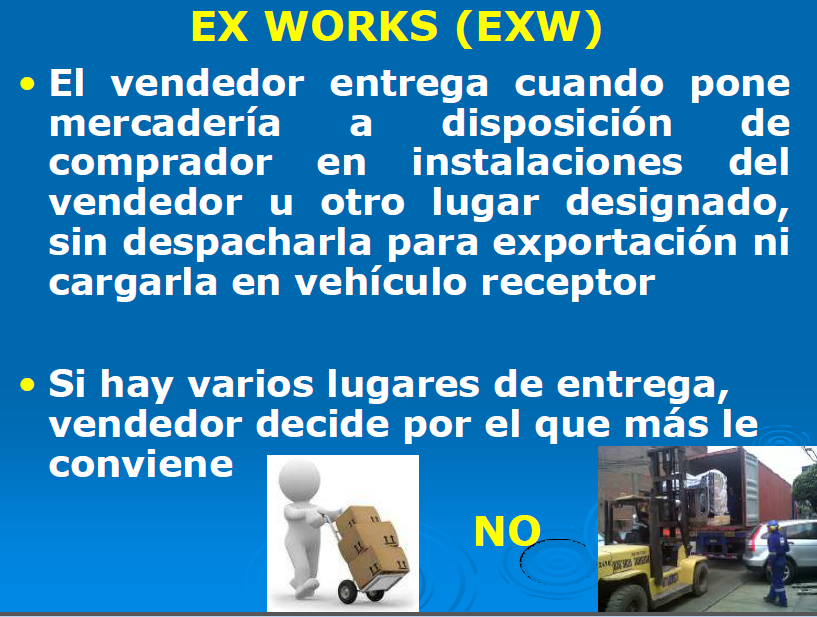 EX WORKS (EXW)
• El vendedor entrega cuando pone
mercadería a disposición de
comprador en instalaciones del
vendedor u otro lugar designado,
sin despacharla para exportación ni
cargarla en vehículo receptor
• Si hay varios lugares de entrega,
vendedor decide por el que más le
conviene
NO